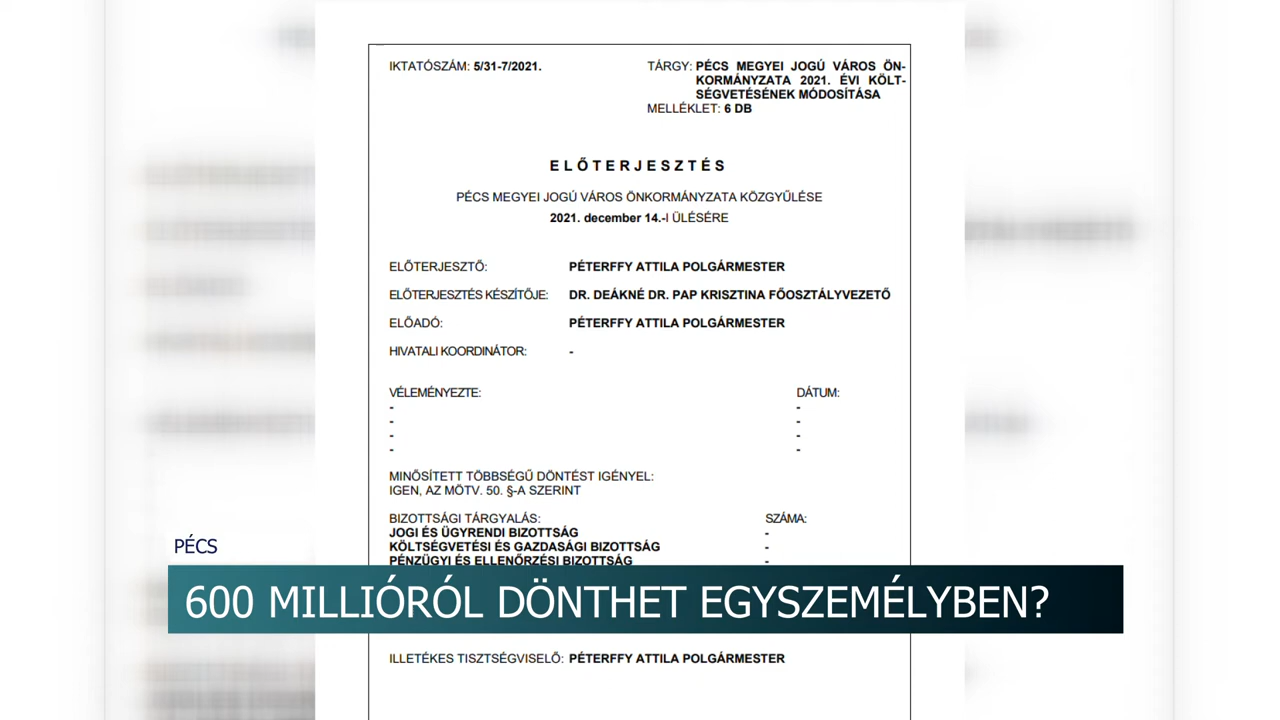 IKTATÓSZÁM: 5/31-7/2021.
TÁRGY: PÉCS MEGYEI JOGÚ VÁROS ÖN-
KORMÁNYZATA 2021. ÉVI KÖLT-
SÉGVETÉSÉNEK MÓDOSÍTÁSA
MELLÉKLET: 6 DB
ELŐTERJESZTÉS
PÉCS MEGYEI JOGÚ VÁROS ÖNKORMÁNYZATA KÖZGYŰLÉSE
2021. december 14.-I ÜLÉSÉRE
ELŐTERJESZTŐ: PÉTERFFY ATTILA POLGÁRMESTER
ELŐTERJESZTÉS KÉSZÍTŐJE: DR. DEÁKNÉ DR. PAP KRISZTINA FŐOSZTÁLYVEZETŐ
ELŐADÓ: PÉTERFFY ATTILA POLGÁRMESTER
HIVATALI KOORDINÁTOR: -
VÉLEMÉNYEZTE: DÁTUM:
- -
- -
- -
- -
MINŐSÍTETT TÖBBSÉGŰ DÖNTÉST IGÉNYEL:
IGEN, AZ MÖTV. 50. §-A SZERINT
BIZOTTSÁGI TÁRGYALÁS: SZÁMA:
JOGI ÉS ÜGYRENDI BIZOTTSÁG -
KÖLTSÉGVETÉSI ÉS GAZDASÁGI BIZOTTSÁG -
PÉNZÜGYI ÉS ELLENŐRZÉSI BIZOTTSÁG -
PÉCS
600 MILLIÓRÓL DÖNTHET EGYSZEMÉLYBEN?
ILLETÉKES TISZTSÉGVISELŐ: PÉTERFFY ATTILA POLGÁRMESTER